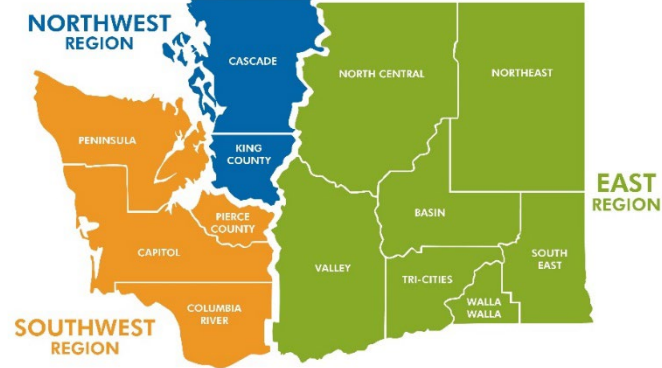 NORTHWEST
REGION
CASCADE
NORTH CENTRAL
NORTHEAST
PENINSULA
KING
COUNTY
EAST
REGION
PIERCE
COUNTY
BASIN
CAPITOL
VALLEY
SOUTH
EAST
TRI-CITIES
COLUMBIA
RIVER
WALLA
WALLA
SOUTHWEST
REGION